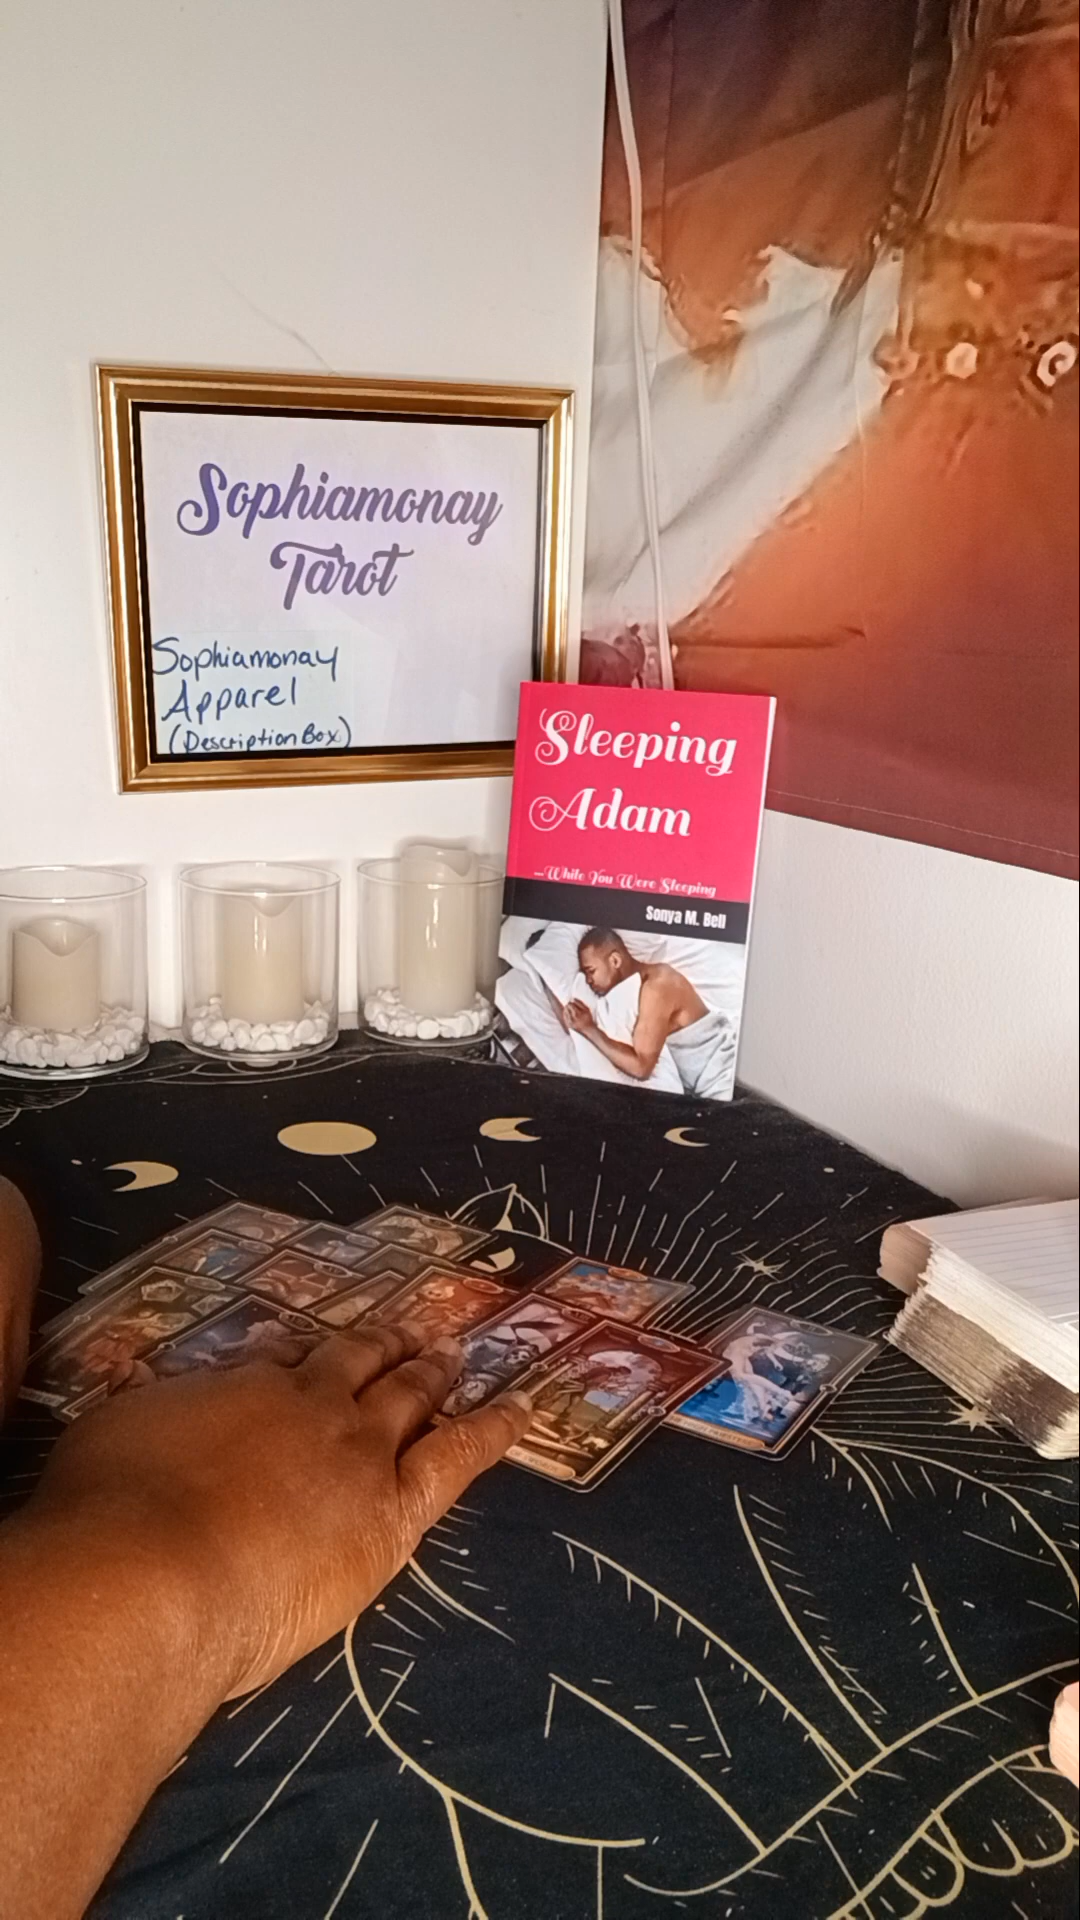 Sophiamonay
Tarot
Sophiamonay
Apparel
(Description Box)
Sleeping
Adam
...While You Were Sleeping
Sonya M. Bell